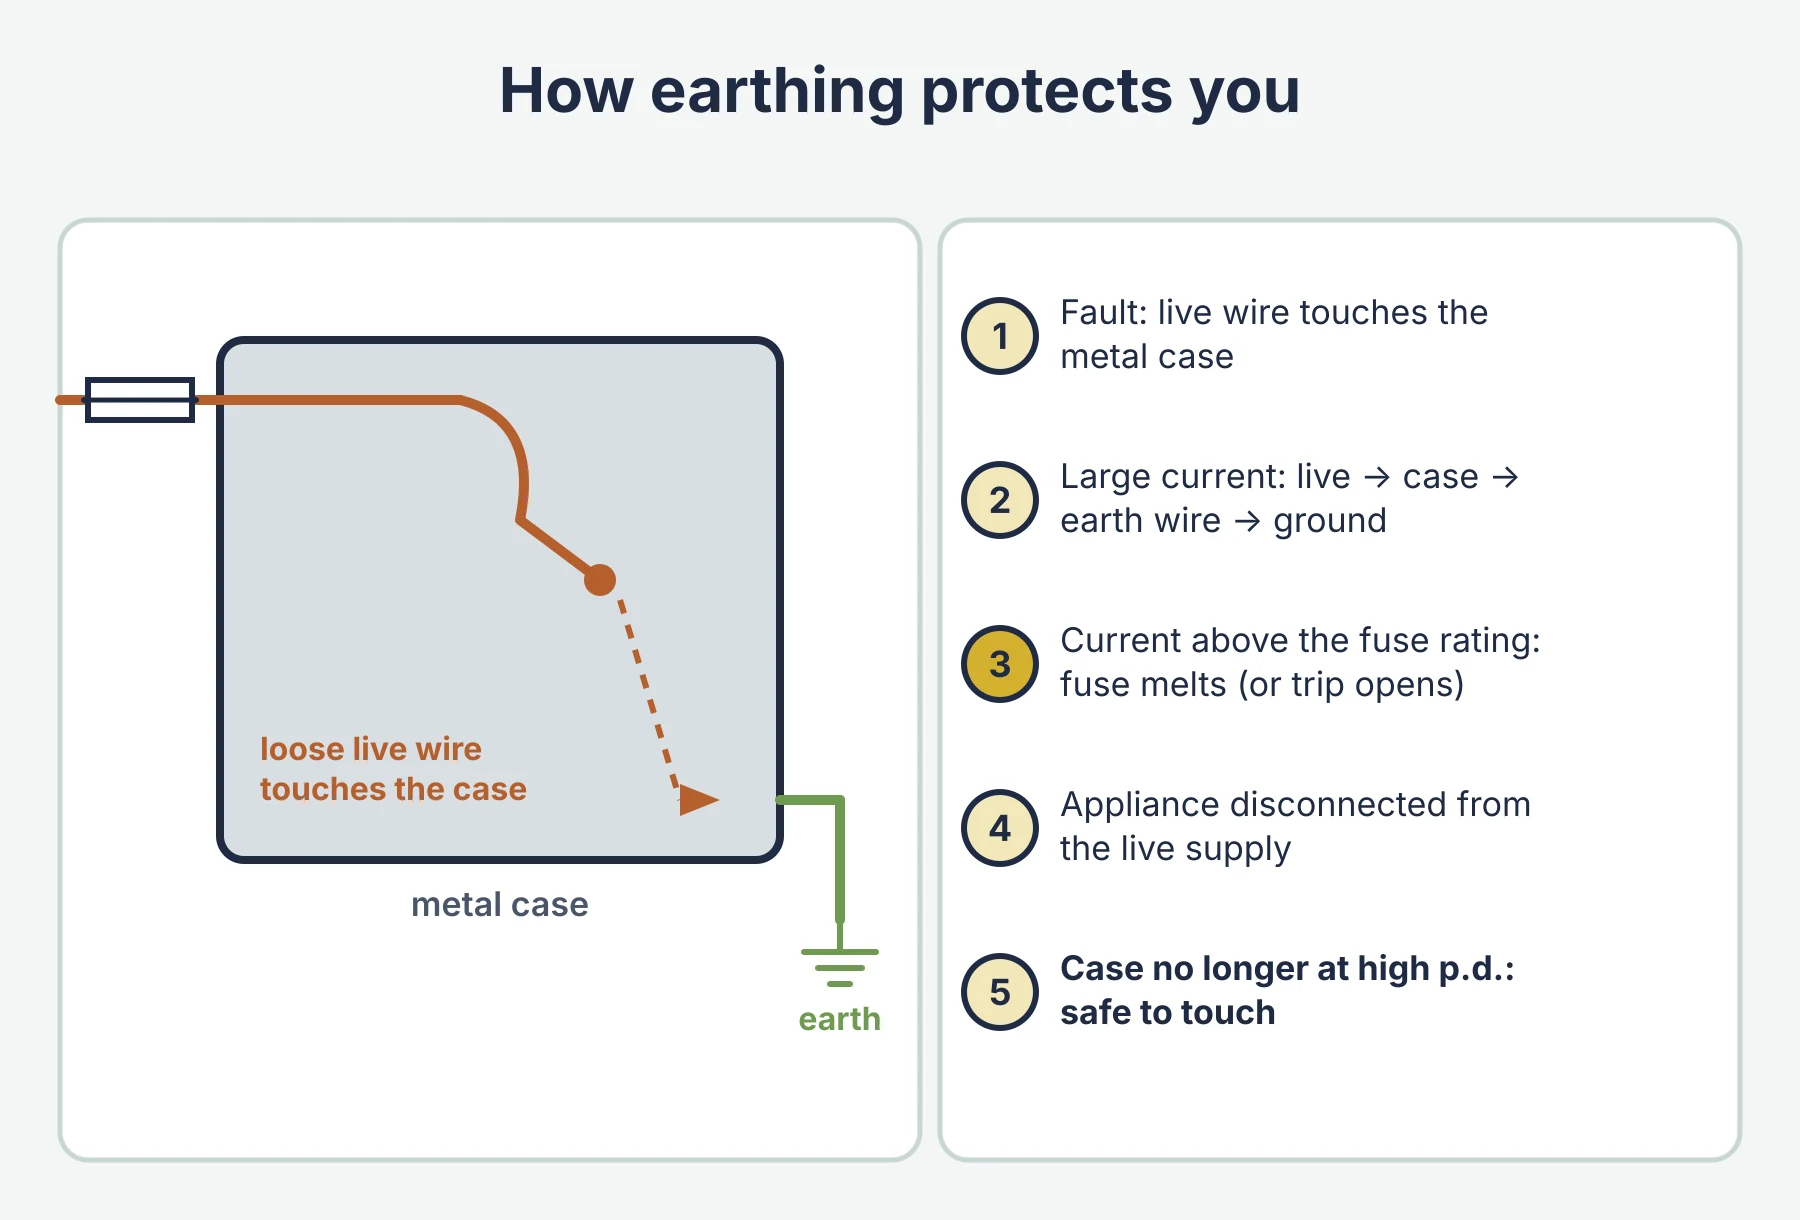 How earthing protects you
loose live wire
touches the case
metal case
earth
1
Fault: live wire touches the
metal case
2
Large current: live → case →
earth wire → ground
3
Current above the fuse rating:
fuse melts (or trip opens)
4
Appliance disconnected from
the live supply
5
Case no longer at high p.d.:
safe to touch